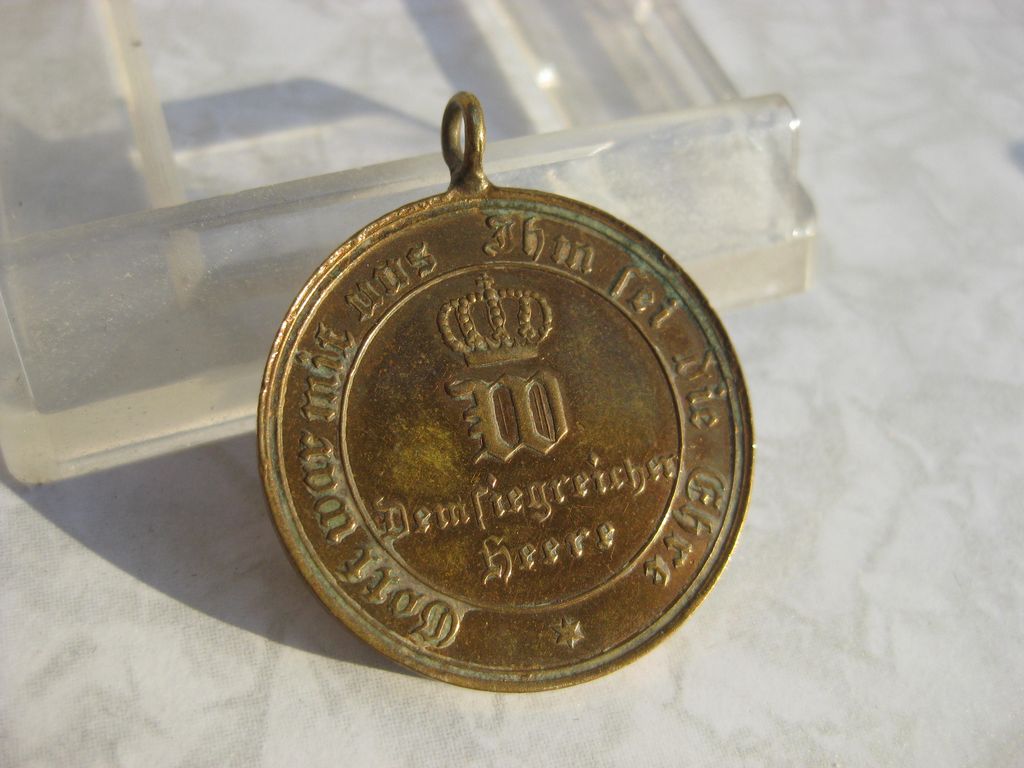 Gott war mit uns Ihm sei die Ehre
W
Dem siegreichen
Heere